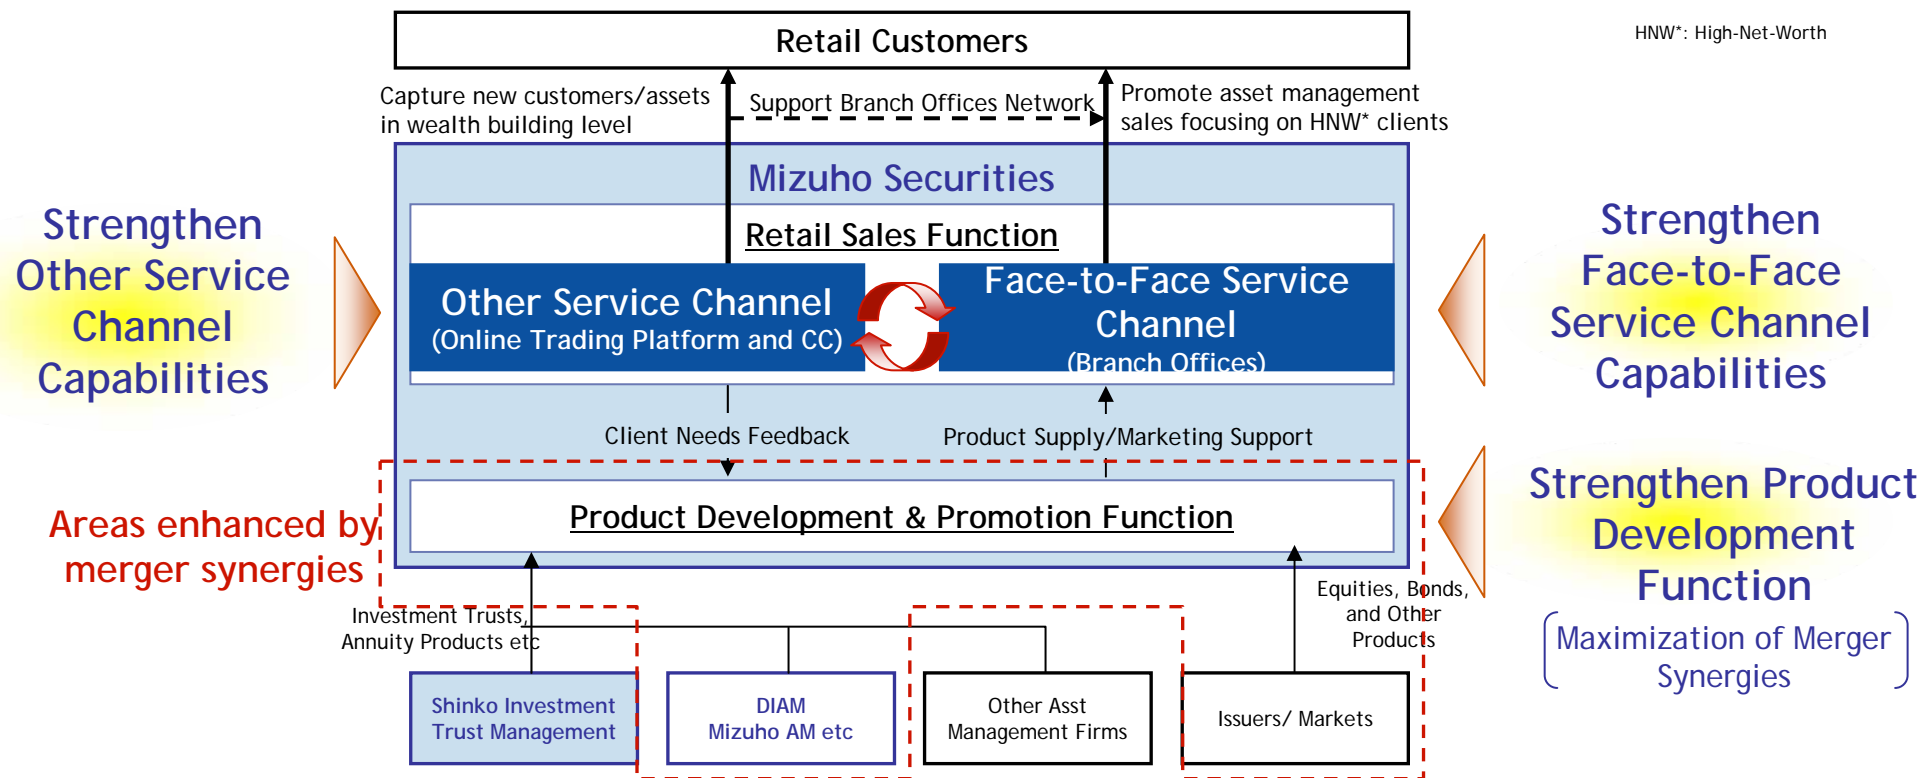 Retail Customers
HNW*: High-Net-Worth
Capture new customers/assets
in wealth building level
Support Branch Offices Network
Promote asset management
sales focusing on HNW* clients
Mizuho Securities
Strengthen
Other Service
Channel
Capabilities
Retail Sales Function
Other Service Channel
(Online Trading Platform and CC)
Face-to-Face Service
Channel
(Branch Offices)
Strengthen
Face-to-Face
Service Channel
Capabilities
Client Needs Feedback
Product Supply/Marketing Support
Areas enhanced by
merger synergies
Product Development & Promotion Function
Strengthen Product
Development
Function
Maximization of Merger
Synergies
Investment Trusts,
Annuity Products etc
Equities, Bonds,
and Other
Products
Shinko Investment
Trust Management
DIAM
Mizuho AM etc
Other Asst
Management Firms
Issuers/ Markets